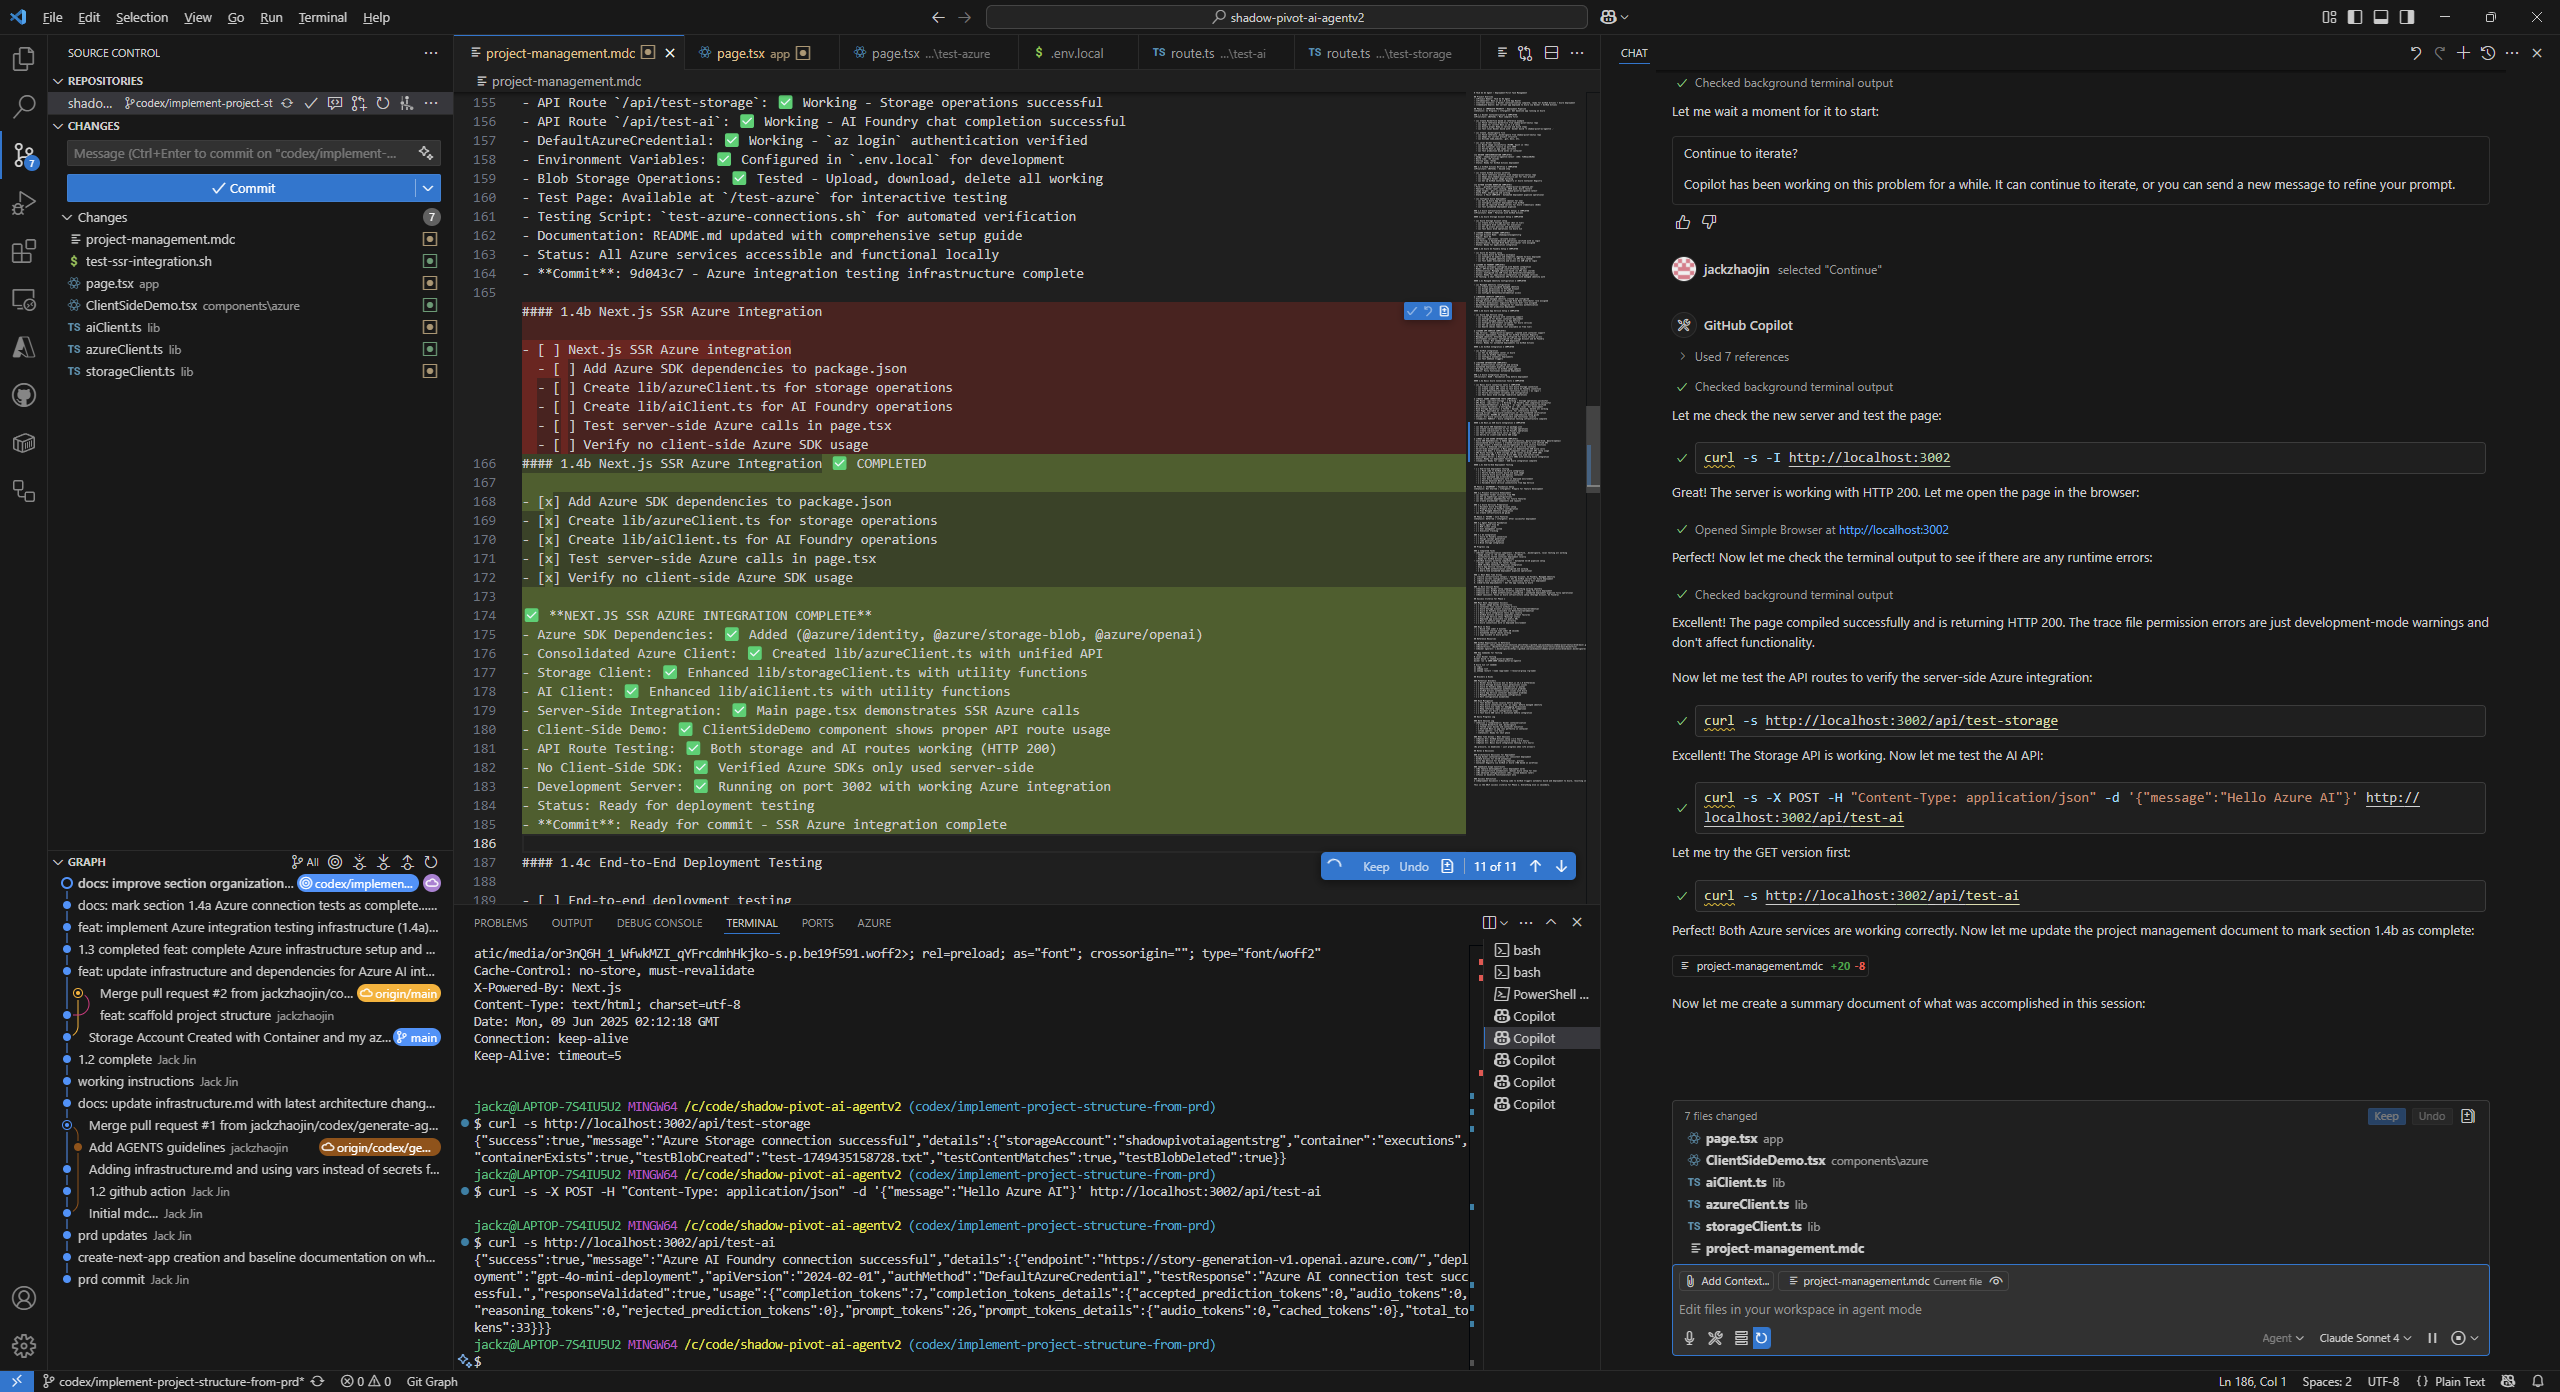 File Edit Selection View Go Run Terminal Help
shadow-pivot-ai-agentv2
SOURCE CONTROL
REPOSITORIES
shado... codex/implement-project-st
CHANGES
Message (Ctrl+Enter to commit on "codex/implement-...
Commit
Changes 7
project-management.mdc
test-ssr-integration.sh
page.tsx app
ClientSideDemo.tsx components\azure
aiClient.ts lib
azureClient.ts lib
storageClient.ts lib
GRAPH All
docs: improve section organization... codex/implemen...
docs: mark section 1.4a Azure connection tests as complete......
feat: implement Azure integration testing infrastructure (1.4a)...
1.3 completed feat: complete Azure infrastructure setup and ...
feat: update infrastructure and dependencies for Azure AI int...
Merge pull request #2 from jackzhaojin/co... origin/main
feat: scaffold project structure jackzhaojin
Storage Account Created with Container and my az... main
1.2 complete Jack Jin
working instructions Jack Jin
docs: update infrastructure.md with latest architecture chang...
Merge pull request #1 from jackzhaojin/codex/generate-ag...
Add AGENTS guidelines jackzhaojin origin/codex/ge...
Adding infrastructure.md and using vars instead of secrets f...
1.2 github action Jack Jin
Initial mdc... Jack Jin
prd updates Jack Jin
create-next-app creation and baseline documentation on wh...
prd commit Jack Jin
project-management.mdc page.tsx app page.tsx ...\test-azure .env.local route.ts ...\test-ai route.ts ...\test-storage
project-management.mdc
155 - API Route `/api/test-storage`: ✅ Working - Storage operations successful
156 - API Route `/api/test-ai`: ✅ Working - AI Foundry chat completion successful
157 - DefaultAzureCredential: ✅ Working - `az login` authentication verified
158 - Environment Variables: ✅ Configured in `.env.local` for development
159 - Blob Storage Operations: ✅ Tested - Upload, download, delete all working
160 - Test Page: Available at `/test-azure` for interactive testing
161 - Testing Script: `test-azure-connections.sh` for automated verification
162 - Documentation: README.md updated with comprehensive setup guide
163 - Status: All Azure services accessible and functional locally
164 - **Commit**: 9d043c7 - Azure integration testing infrastructure complete
165
#### 1.4b Next.js SSR Azure Integration
- [ ] Next.js SSR Azure integration
- [ ] Add Azure SDK dependencies to package.json
- [ ] Create lib/azureClient.ts for storage operations
- [ ] Create lib/aiClient.ts for AI Foundry operations
- [ ] Test server-side Azure calls in page.tsx
- [ ] Verify no client-side Azure SDK usage
166 #### 1.4b Next.js SSR Azure Integration ✅ COMPLETED
167
168 - [x] Add Azure SDK dependencies to package.json
169 - [x] Create lib/azureClient.ts for storage operations
170 - [x] Create lib/aiClient.ts for AI Foundry operations
171 - [x] Test server-side Azure calls in page.tsx
172 - [x] Verify no client-side Azure SDK usage
173
174 ✅ **NEXT.JS SSR AZURE INTEGRATION COMPLETE**
175 - Azure SDK Dependencies: ✅ Added (@azure/identity, @azure/storage-blob, @azure/openai)
176 - Consolidated Azure Client: ✅ Created lib/azureClient.ts with unified API
177 - Storage Client: ✅ Enhanced lib/storageClient.ts with utility functions
178 - AI Client: ✅ Enhanced lib/aiClient.ts with utility functions
179 - Server-Side Integration: ✅ Main page.tsx demonstrates SSR Azure calls
180 - Client-Side Demo: ✅ ClientSideDemo component shows proper API route usage
181 - API Route Testing: ✅ Both storage and AI routes working (HTTP 200)
182 - No Client-Side SDK: ✅ Verified Azure SDKs only used server-side
183 - Development Server: ✅ Running on port 3002 with working Azure integration
184 - Status: Ready for deployment testing
185 - **Commit**: Ready for commit - SSR Azure integration complete
186
187 #### 1.4c End-to-End Deployment Testing
188
189 - [ ] End-to-end deployment testing
Keep Undo 11 of 11
PROBLEMS OUTPUT DEBUG CONSOLE TERMINAL PORTS AZURE
atic/media/or3nQ6H_1_WfwkMZI_qYFrcdmhHkjko-s.p.be19f591.woff2>; rel=preload; as="font"; crossorigin=""; type="font/woff2"
Cache-Control: no-store, must-revalidate
X-Powered-By: Next.js
Content-Type: text/html; charset=utf-8
Date: Mon, 09 Jun 2025 02:12:18 GMT
Connection: keep-alive
Keep-Alive: timeout=5
jackz@LAPTOP-7S4IU5U2 MINGW64 /c/code/shadow-pivot-ai-agentv2 (codex/implement-project-structure-from-prd)
$ curl -s http://localhost:3002/api/test-storage
{"success":true,"message":"Azure Storage connection successful","details":{"storageAccount":"shadowpivotaiagentstrg","container":"executions",
"containerExists":true,"testBlobCreated":"test-1749435158728.txt","testContentMatches":true,"testBlobDeleted":true}}
jackz@LAPTOP-7S4IU5U2 MINGW64 /c/code/shadow-pivot-ai-agentv2 (codex/implement-project-structure-from-prd)
$ curl -s -X POST -H "Content-Type: application/json" -d '{"message":"Hello Azure AI"}' http://localhost:3002/api/test-ai
jackz@LAPTOP-7S4IU5U2 MINGW64 /c/code/shadow-pivot-ai-agentv2 (codex/implement-project-structure-from-prd)
$ curl -s http://localhost:3002/api/test-ai
{"success":true,"message":"Azure AI Foundry connection successful","details":{"endpoint":"https://story-generation-v1.openai.azure.com/","depl
oyment":"gpt-4o-mini-deployment","apiVersion":"2024-02-01","authMethod":"DefaultAzureCredential","testResponse":"Azure AI connection test succ
essful.","responseValidated":true,"usage":{"completion_tokens":7,"completion_tokens_details":{"accepted_prediction_tokens":0,"audio_tokens":0,
"reasoning_tokens":0,"rejected_prediction_tokens":0},"prompt_tokens":26,"prompt_tokens_details":{"audio_tokens":0,"cached_tokens":0},"total_to
kens":33}}}
jackz@LAPTOP-7S4IU5U2 MINGW64 /c/code/shadow-pivot-ai-agentv2 (codex/implement-project-structure-from-prd)
$
bash
bash
PowerShell ...
Copilot
Copilot
Copilot
Copilot
Copilot
CHAT
Checked background terminal output
Let me wait a moment for it to start:
Continue to iterate?
Copilot has been working on this problem for a while. It can continue to iterate, or you can send a new message to refine your prompt.
jackzhaojin selected "Continue"
GitHub Copilot
Used 7 references
Checked background terminal output
Let me check the new server and test the page:
curl -s -I http://localhost:3002
Great! The server is working with HTTP 200. Let me open the page in the browser:
Opened Simple Browser at http://localhost:3002
Perfect! Now let me check the terminal output to see if there are any runtime errors:
Checked background terminal output
Excellent! The page compiled successfully and is returning HTTP 200. The trace file permission errors are just development-mode warnings and
don't affect functionality.
Now let me test the API routes to verify the server-side Azure integration:
curl -s http://localhost:3002/api/test-storage
Excellent! The Storage API is working. Now let me test the AI API:
curl -s -X POST -H "Content-Type: application/json" -d '{"message":"Hello Azure AI"}' http://
localhost:3002/api/test-ai
Let me try the GET version first:
curl -s http://localhost:3002/api/test-ai
Perfect! Both Azure services are working correctly. Now let me update the project management document to mark section 1.4b as complete:
project-management.mdc +20 -8
Now let me create a summary document of what was accomplished in this session:
7 files changed Keep Undo
page.tsx app
ClientSideDemo.tsx components\azure
aiClient.ts lib
azureClient.ts lib
storageClient.ts lib
project-management.mdc
Add Context... project-management.mdc Current file
Edit files in your workspace in agent mode
Agent Claude Sonnet 4
codex/implement-project-structure-from-prd* 0 0 Git Graph
Ln 186, Col 1 Spaces: 2 UTF-8 {} Plain Text